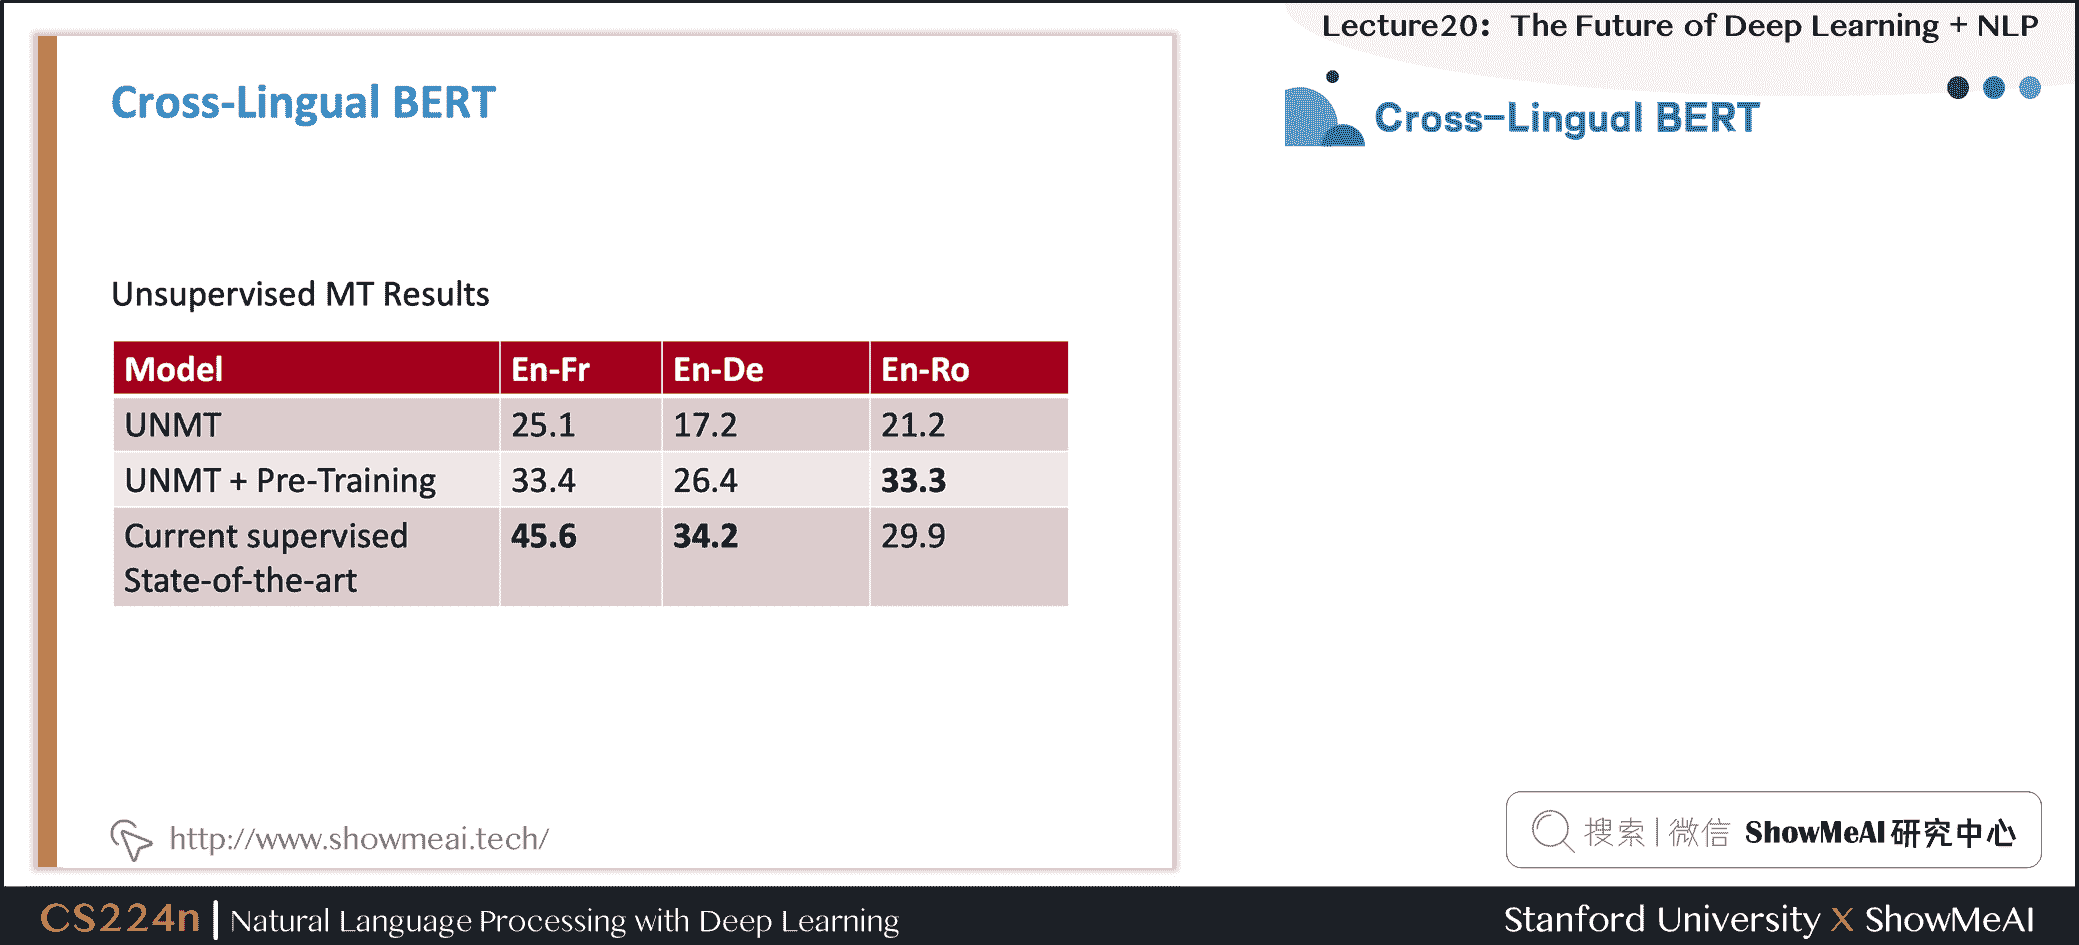 Lecture20: The Future of Deep Learning + NLP
Cross-Lingual BERT
Cross-Lingual BERT
Unsupervised MT Results
Model En-Fr En-De En-Ro
UNMT 25.1 17.2 21.2
UNMT + Pre-Training 33.4 26.4 33.3
Current supervised 45.6 34.2 29.9
State-of-the-art
http://www.showmeai.tech/
搜索 | 微信 ShowMeAI 研究中心
CS224n | Natural Language Processing with Deep Learning
Stanford University X ShowMeAI